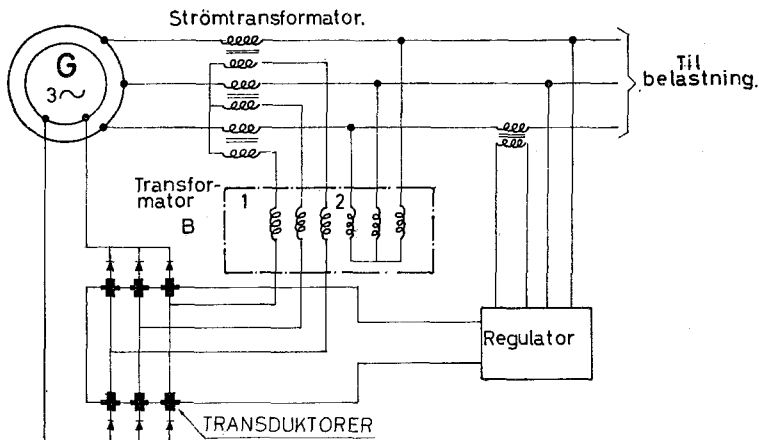 Strömtransformator.
G
3~
Til
belastning.
Transfor-
mator
B
1
2
Regulator
TRANSDUKTORER